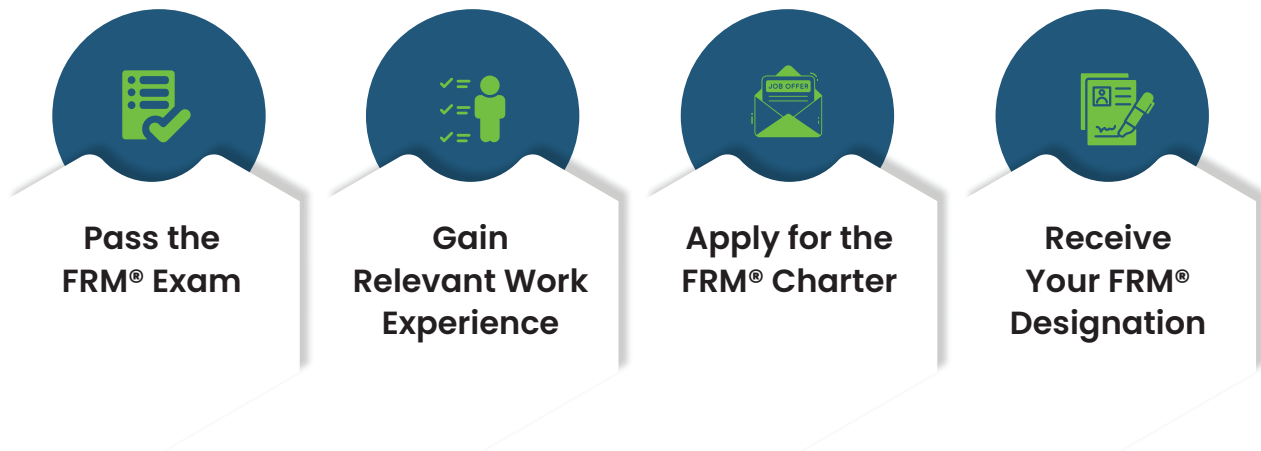 JOB OFFER
Pass the
FRM® Exam
Gain
Relevant Work
Experience
Apply for the
FRM® Charter
Receive
Your FRM®
Designation